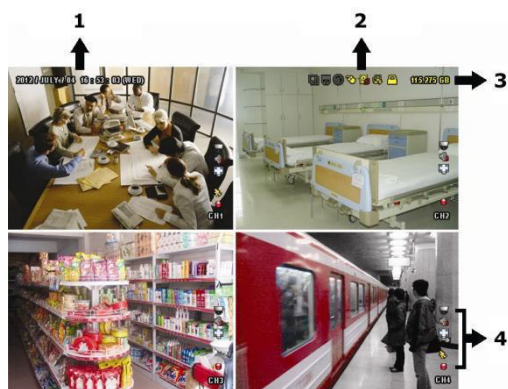 1
2
2012 / JULY / 04 16 : 53 : 03 (WED)
115.275 GB
3
CH1
CH2
4
CH3
CH4